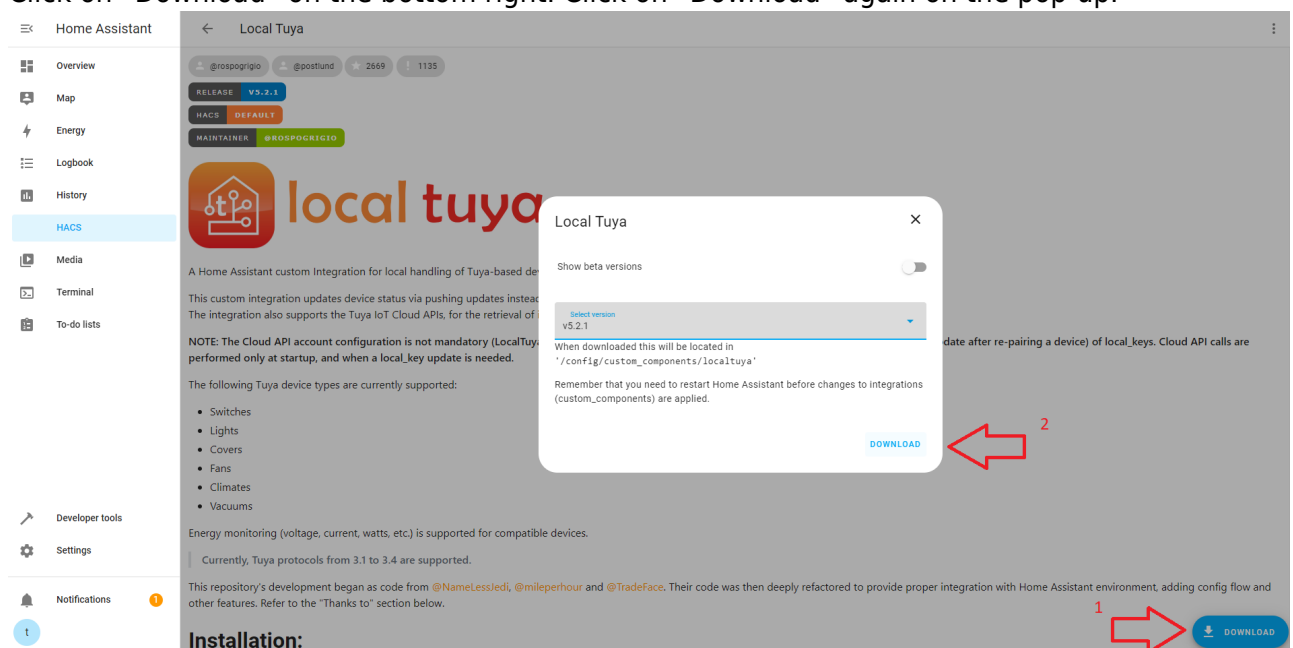 Click on "Download" on the bottom right. Click on "Download" again on the pop-up.
Home Assistant
Local Tuya
Overview
Map
Energy
Logbook
History
HACS
Media
Terminal
To-do lists
Developer tools
Settings
Notifications
1
t
@rospogrigio
@postlund
2669
1135
RELEASE V5.2.1
HACS DEFAULT
MAINTAINER @ROSPOGRIGIO
local tuya
A Home Assistant custom Integration for local handling of Tuya-based de
This custom integration updates device status via pushing updates instead
The integration also supports the Tuya IoT Cloud APIs, for the retrieval of
NOTE: The Cloud API account configuration is not mandatory (LocalTuy date after re-pairing a device) of local_keys. Cloud API calls are
performed only at startup, and when a local_key update is needed.
The following Tuya device types are currently supported:
• Switches
• Lights
• Covers
• Fans
• Climates
• Vacuums
Energy monitoring (voltage, current, watts, etc.) is supported for compatible devices.
Currently, Tuya protocols from 3.1 to 3.4 are supported.
This repository's development began as code from @NameLessJedi, @mileperhour and @TradeFace. Their code was then deeply refactored to provide proper integration with Home Assistant environment, adding config flow and
other features. Refer to the "Thanks to" section below.
Installation:
Local Tuya
Show beta versions
Select version
v5.2.1
When downloaded this will be located in
'/config/custom_components/localtuya'
Remember that you need to restart Home Assistant before changes to integrations
(custom_components) are applied.
DOWNLOAD
2
1
DOWNLOAD